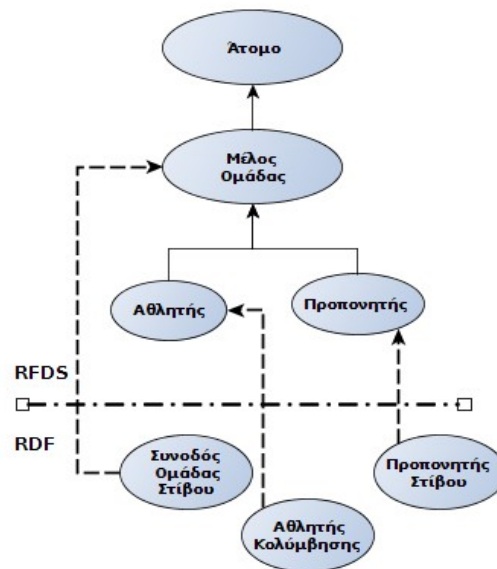 Άτομο
Μέλος
Ομάδας
Αθλητής
Προπονητής
RFDS
RDF
Συνοδός
Ομάδας
Στίβου
Προπονητής
Στίβου
Αθλητής
Κολύμβησης